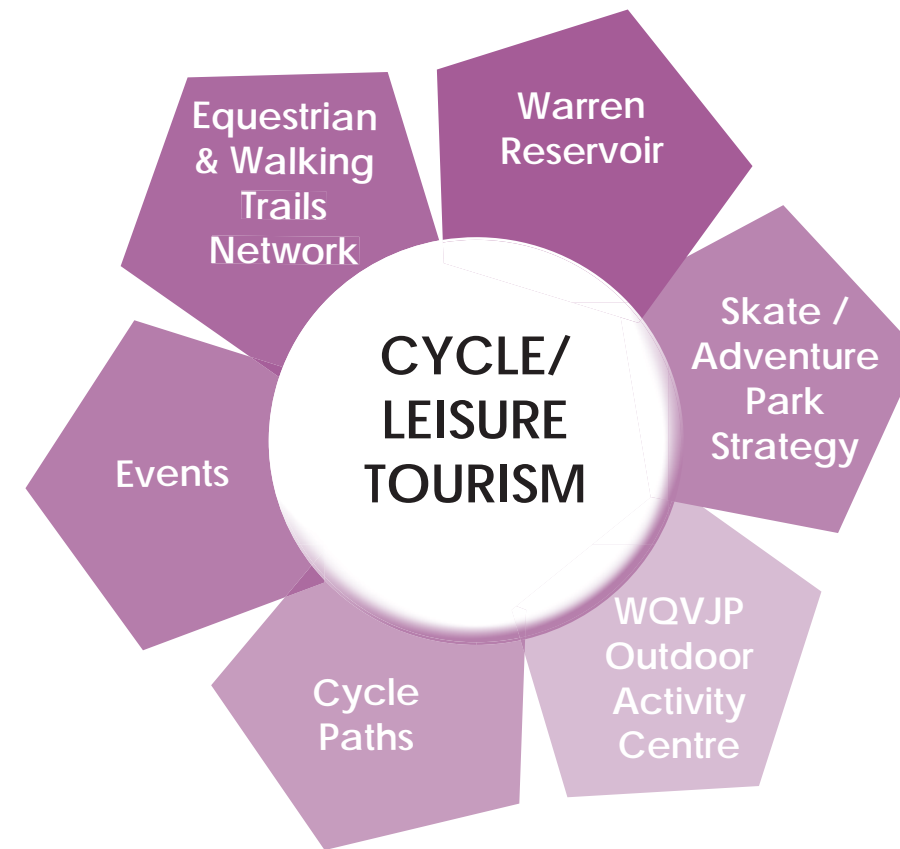 Equestrian
& Walking
Trails
Network
Warren
Reservoir
Skate /
Adventure
Park
Strategy
CYCLE/
LEISURE
TOURISM
Events
WQVJP
Outdoor
Activity
Centre
Cycle
Paths